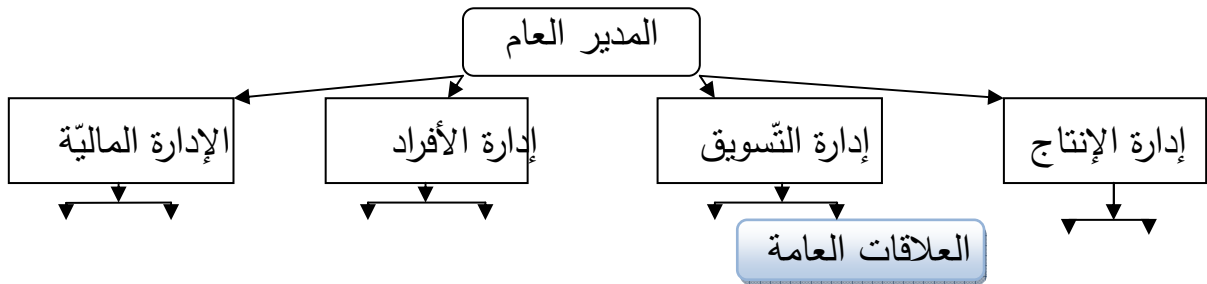 المدير العام
إدارة الإنتاج
إدارة التّسويق
إدارة الأفراد
الإدارة الماليّة
العلاقات العامة